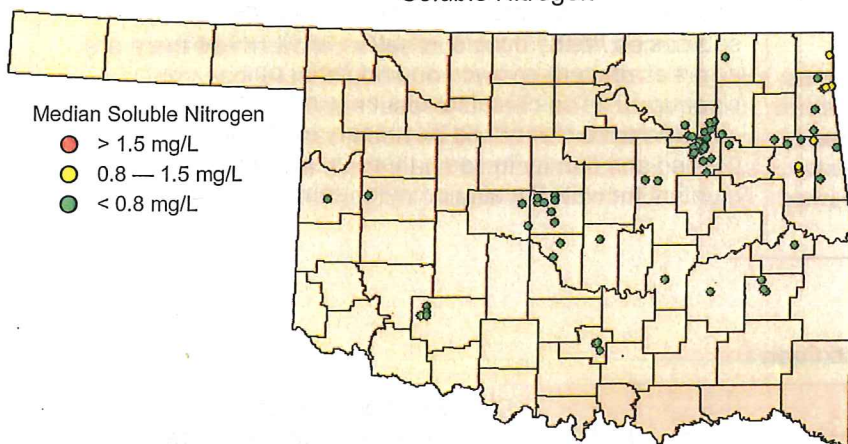 Soluble Nitrogen
Median Soluble Nitrogen
> 1.5 mg/L
0.8 — 1.5 mg/L
< 0.8 mg/L